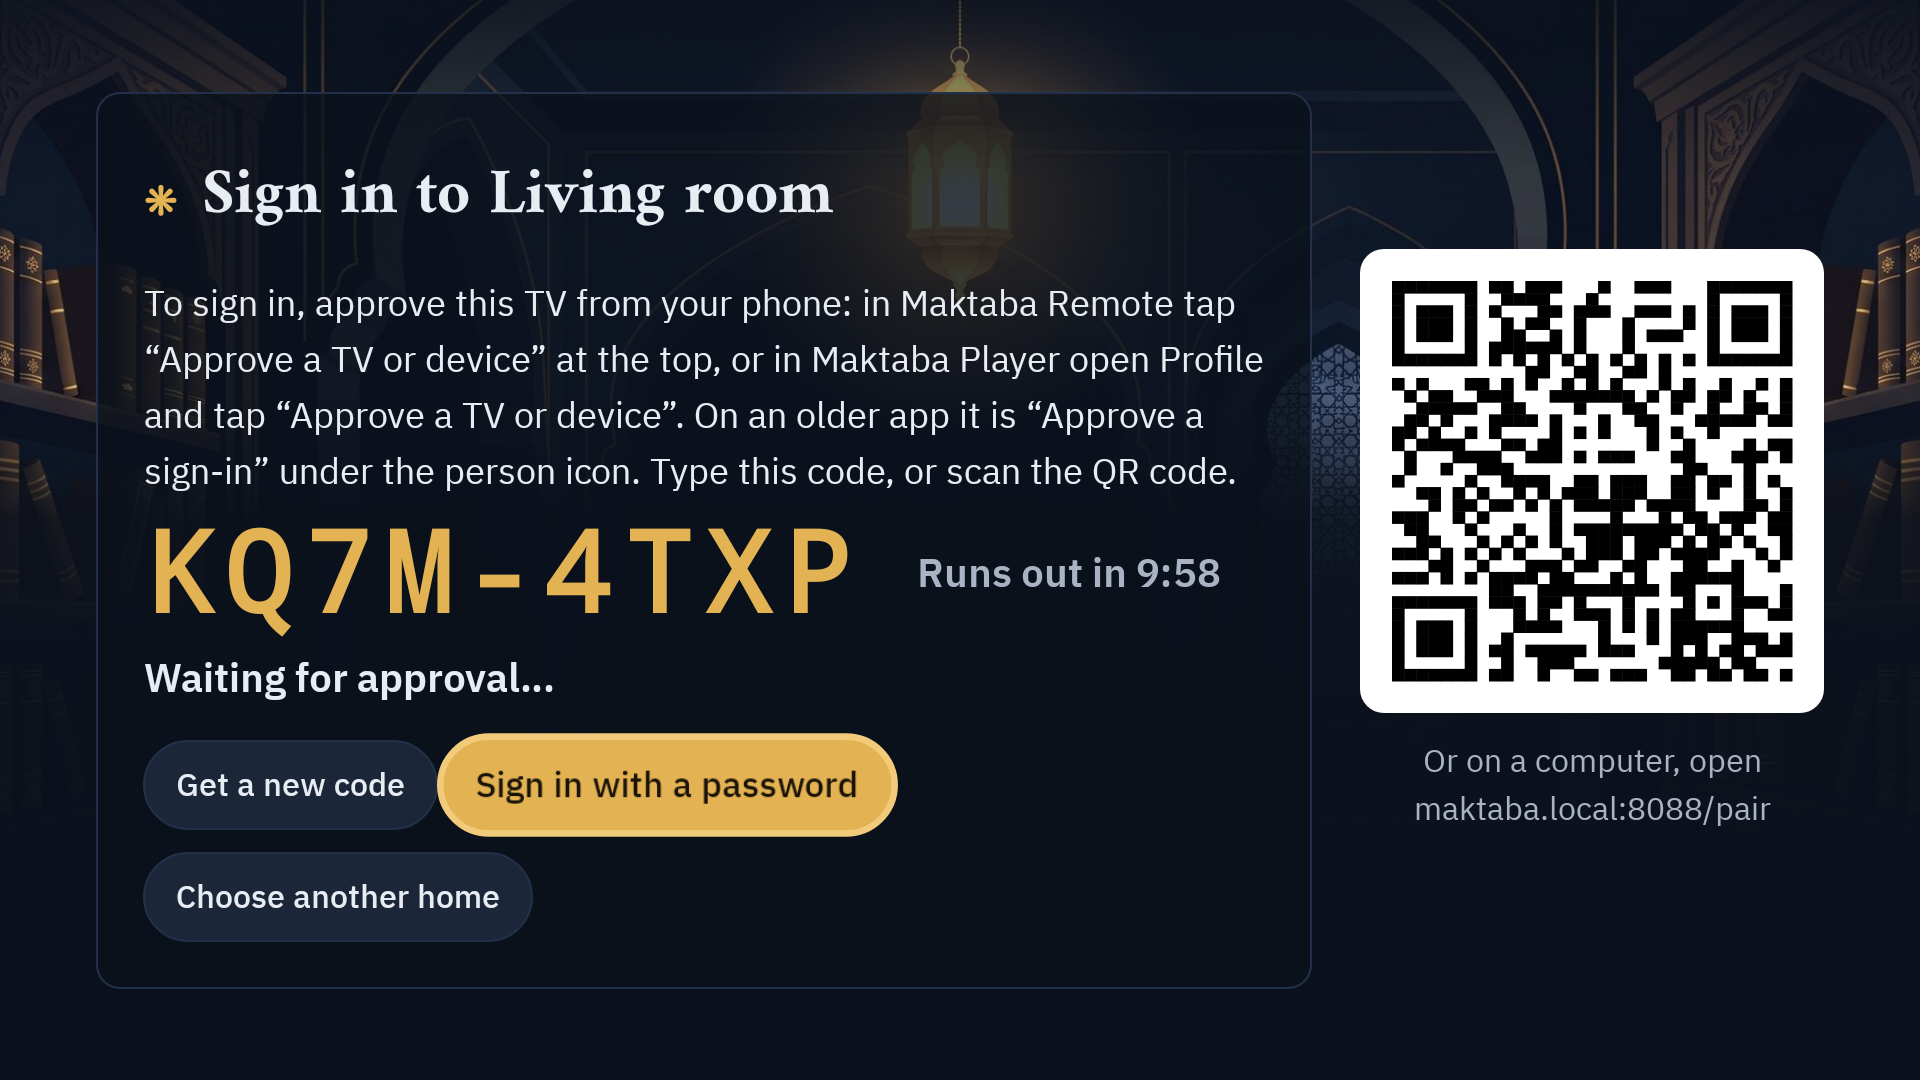 Sign in to Living room
To sign in, approve this TV from your phone: in Maktaba Remote tap
“Approve a TV or device” at the top, or in Maktaba Player open Profile
and tap “Approve a TV or device”. On an older app it is “Approve a
sign-in” under the person icon. Type this code, or scan the QR code.
KQ7M-4TXP
Runs out in 9:58
Waiting for approval...
Get a new code
Sign in with a password
Choose another home
Or on a computer, open
maktaba.local:8088/pair